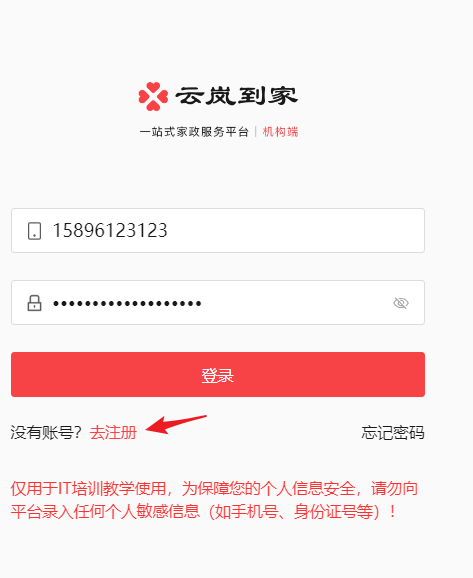 云岚到家
一站式家政服务平台｜机构端
15896123123
•••••••••••••••••••
登录
没有账号？去注册 忘记密码
仅用于IT培训教学使用，为保障您的个人信息安全，请勿向
平台录入任何个人敏感信息（如手机号、身份证号等）！